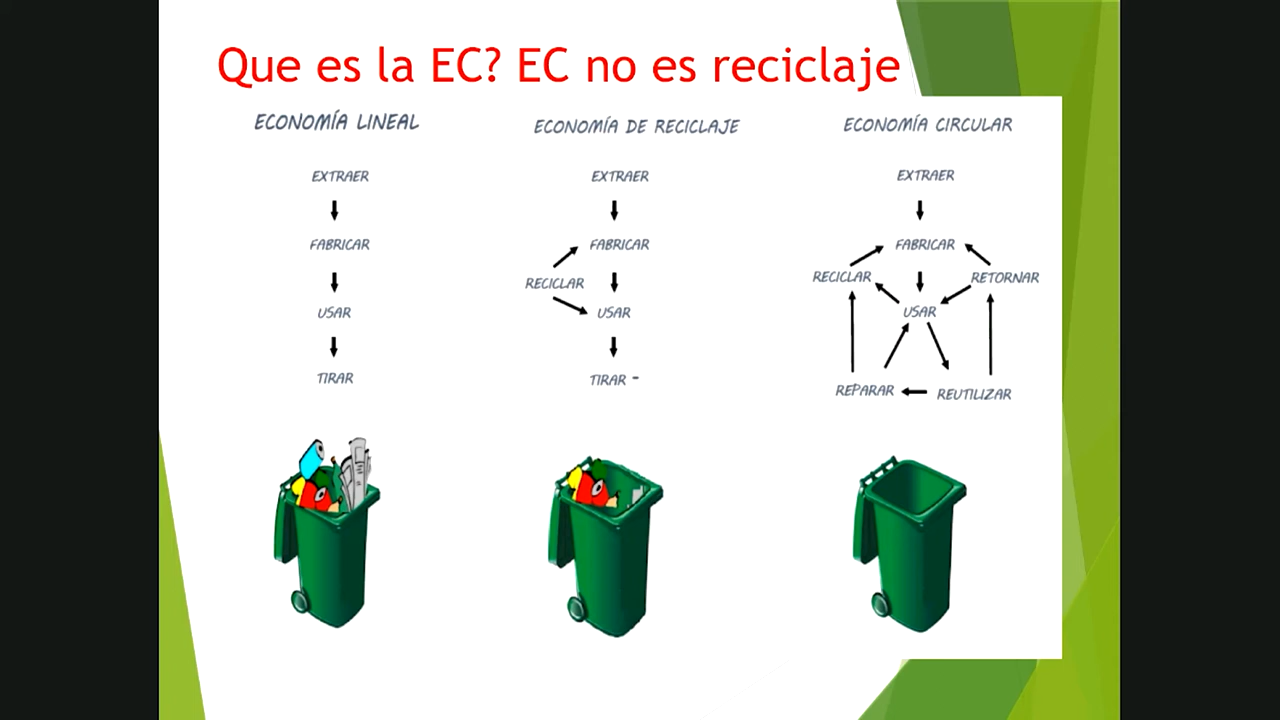 Que es la EC? EC no es reciclaje
ECONOMÍA LINEAL
EXTRAER
FABRICAR
USAR
TIRAR
ECONOMÍA DE RECICLAJE
EXTRAER
FABRICAR
RECICLAR
USAR
TIRAR -
ECONOMÍA CIRCULAR
EXTRAER
FABRICAR
RECICLAR
RETORNAR
USAR
REPARAR
REUTILIZAR